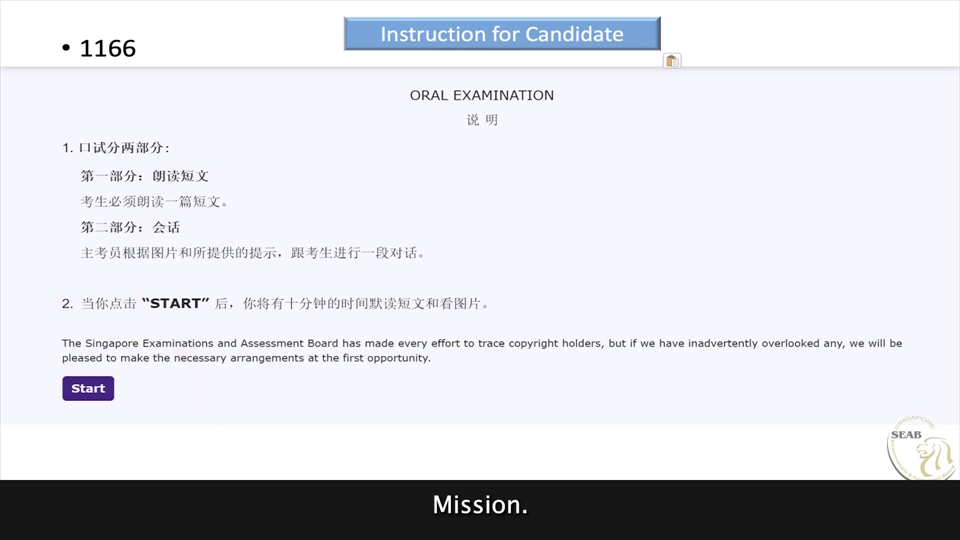 • 1166
Instruction for Candidate
ORAL EXAMINATION
说 明
1. 口试分两部分:
第一部分：朗读短文
考生必须朗读一篇短文。
第二部分：会话
主考员根据图片和所提供的提示，跟考生进行一段对话。
2. 当你点击 “START” 后，你将有十分钟的时间默读短文和看图片。
The Singapore Examinations and Assessment Board has made every effort to trace copyright holders, but if we have inadvertently overlooked any, we will be
pleased to make the necessary arrangements at the first opportunity.
Start
SEAB
Mission.